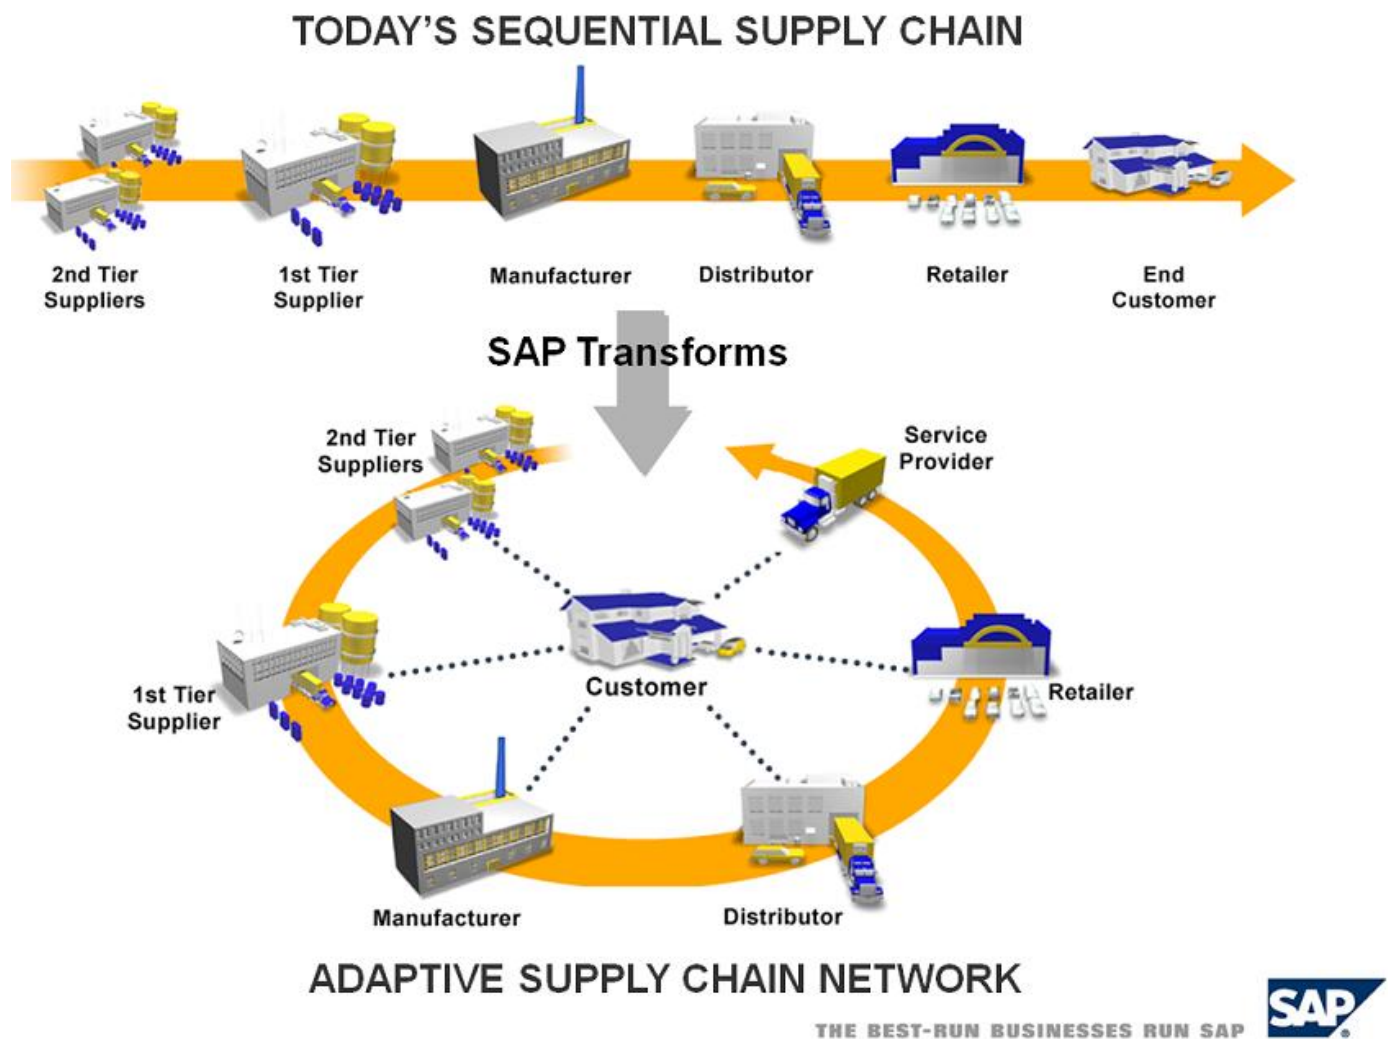 TODAY'S SEQUENTIAL SUPPLY CHAIN
2nd Tier
Suppliers
1st Tier
Supplier
Manufacturer
Distributor
Retailer
End
Customer
SAP Transforms
2nd Tier
Suppliers
Service
Provider
1st Tier
Supplier
Customer
Retailer
Manufacturer
Distributor
ADAPTIVE SUPPLY CHAIN NETWORK
THE BEST-RUN BUSINESSES RUN SAP
SAP®